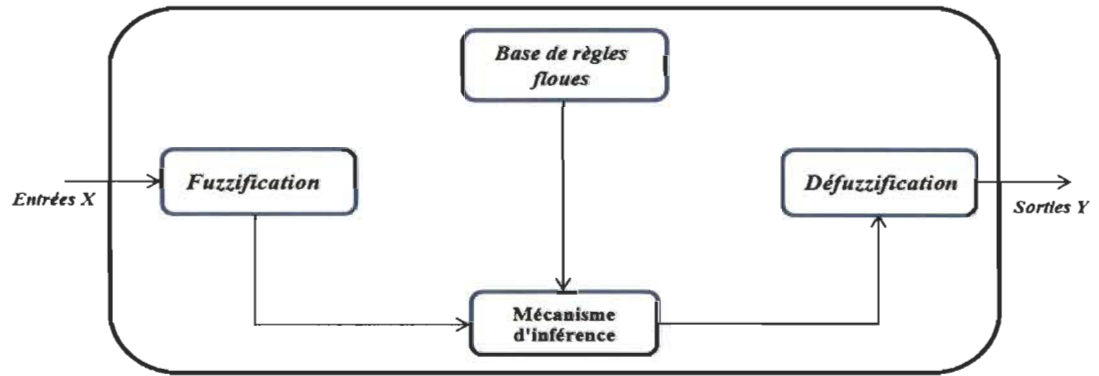 Base de règles
floues
Fuzzification
Défuzzification
Entrées X
Sorties Y
Mécanisme
d'inférence